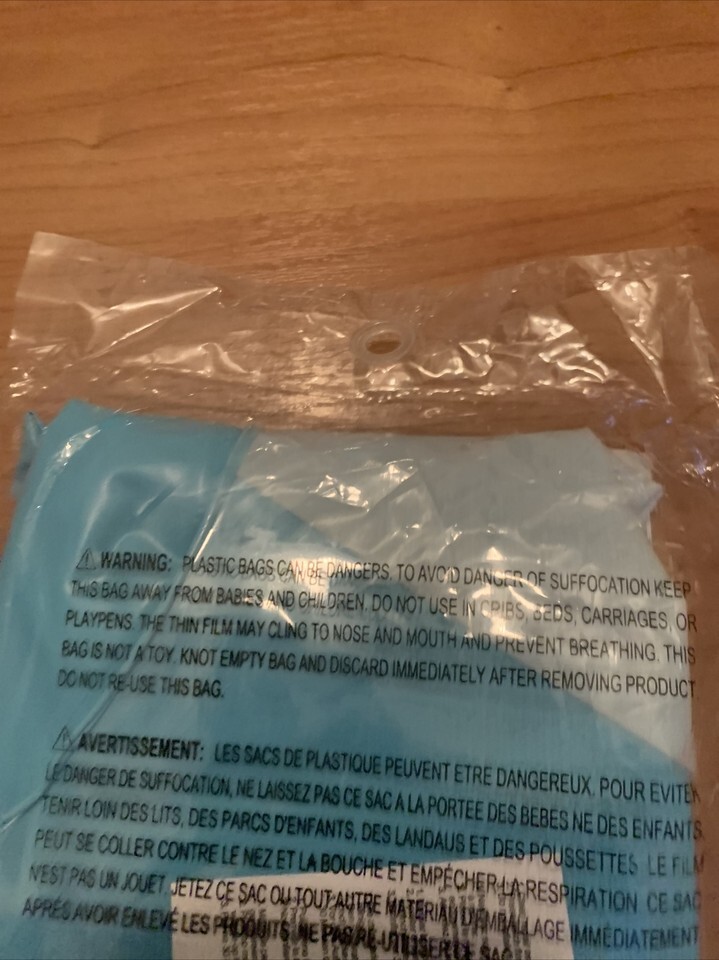 ⚠ WARNING: PLASTIC BAGS CAN BE DANGERS. TO AVOID DANGER OF SUFFOCATION KEEP
THIS BAG AWAY FROM BABIES AND CHILDREN. DO NOT USE IN CRIBS, BEDS, CARRIAGES, OR
PLAYPENS. THE THIN FILM MAY CLING TO NOSE AND MOUTH AND PREVENT BREATHING. THIS
BAG IS NOT A TOY. KNOT EMPTY BAG AND DISCARD IMMEDIATELY AFTER REMOVING PRODUCT
DO NOT RE-USE THIS BAG.
⚠ AVERTISSEMENT: LES SACS DE PLASTIQUE PEUVENT ETRE DANGEREUX. POUR EVITER
LE DANGER DE SUFFOCATION, NE LAISSEZ PAS CE SAC A LA PORTEE DES BEBES NE DES ENFANTS.
TENIR LOIN DES LITS, DES PARCS D'ENFANTS, DES LANDAUS ET DES POUSSETTES. LE FILM
PEUT SE COLLER CONTRE LE NEZ ET LA BOUCHE ET EMPÊCHER LA RESPIRATION. CE SAC
N'EST PAS UN JOUET. JETEZ CE SAC OU TOUT AUTRE MATÉRIAU D'EMBALLAGE IMMÉDIATEMENT
APRÈS AVOIR ENLEVÉ LES PRODUITS. NE PAS RÉ-UTILISER LE SAC